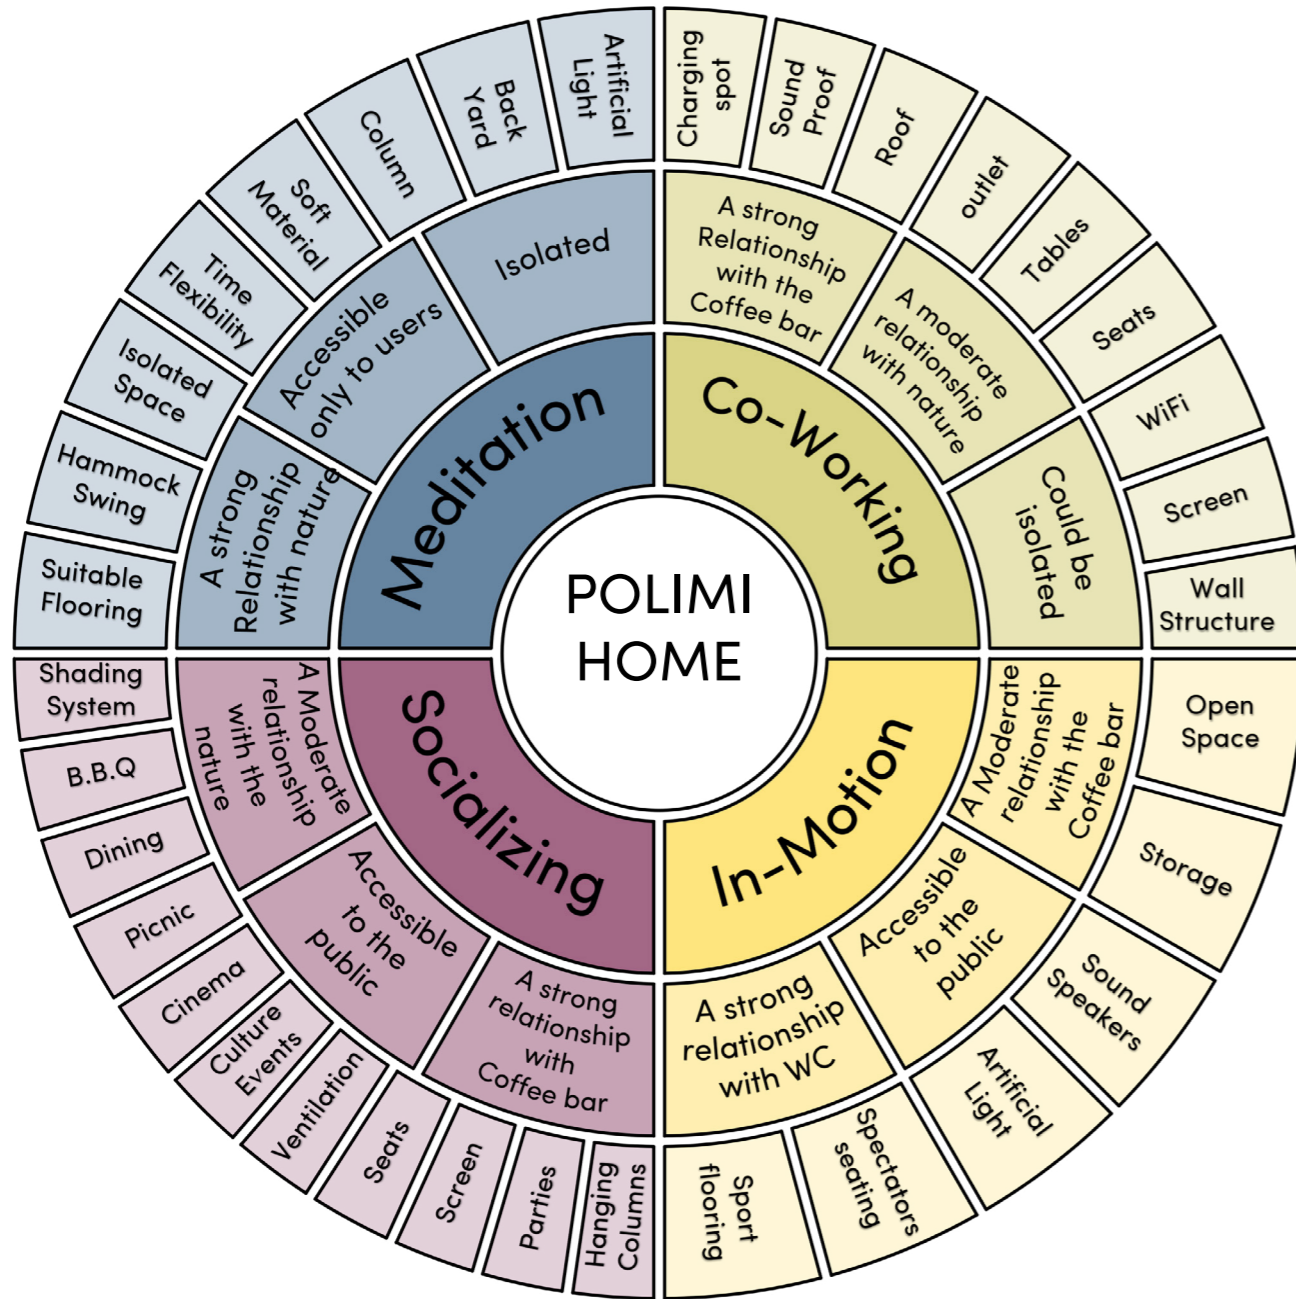 POLIMI
HOME
Meditation
Co-Working
In-Motion
Socializing
Isolated
Accessible
only to users
A strong
Relationship
with nature
A strong
Relationship
with the
Coffee bar
A moderate
relationship
with nature
Could be
isolated
A Moderate
relationship
with the
Coffee bar
Accessible
to the
public
A strong
relationship
with WC
A strong
relationship
with
Coffee bar
Accessible
to the
public
A Moderate
relationship
with the
nature
Charging
spot
Sound
Proof
Roof
outlet
Tables
Seats
WiFi
Screen
Wall
Structure
Open
Space
Storage
Sound
Speakers
Artificial
Light
Spectators
seating
Sport
flooring
Hanging
Columns
Parties
Screen
Seats
Ventilation
Culture
Events
Cinema
Picnic
Dining
B.B.Q
Shading
System
Suitable
Flooring
Hammock
Swing
Isolated
Space
Time
Flexibility
Soft
Material
Column
Back
Yard
Artificial
Light